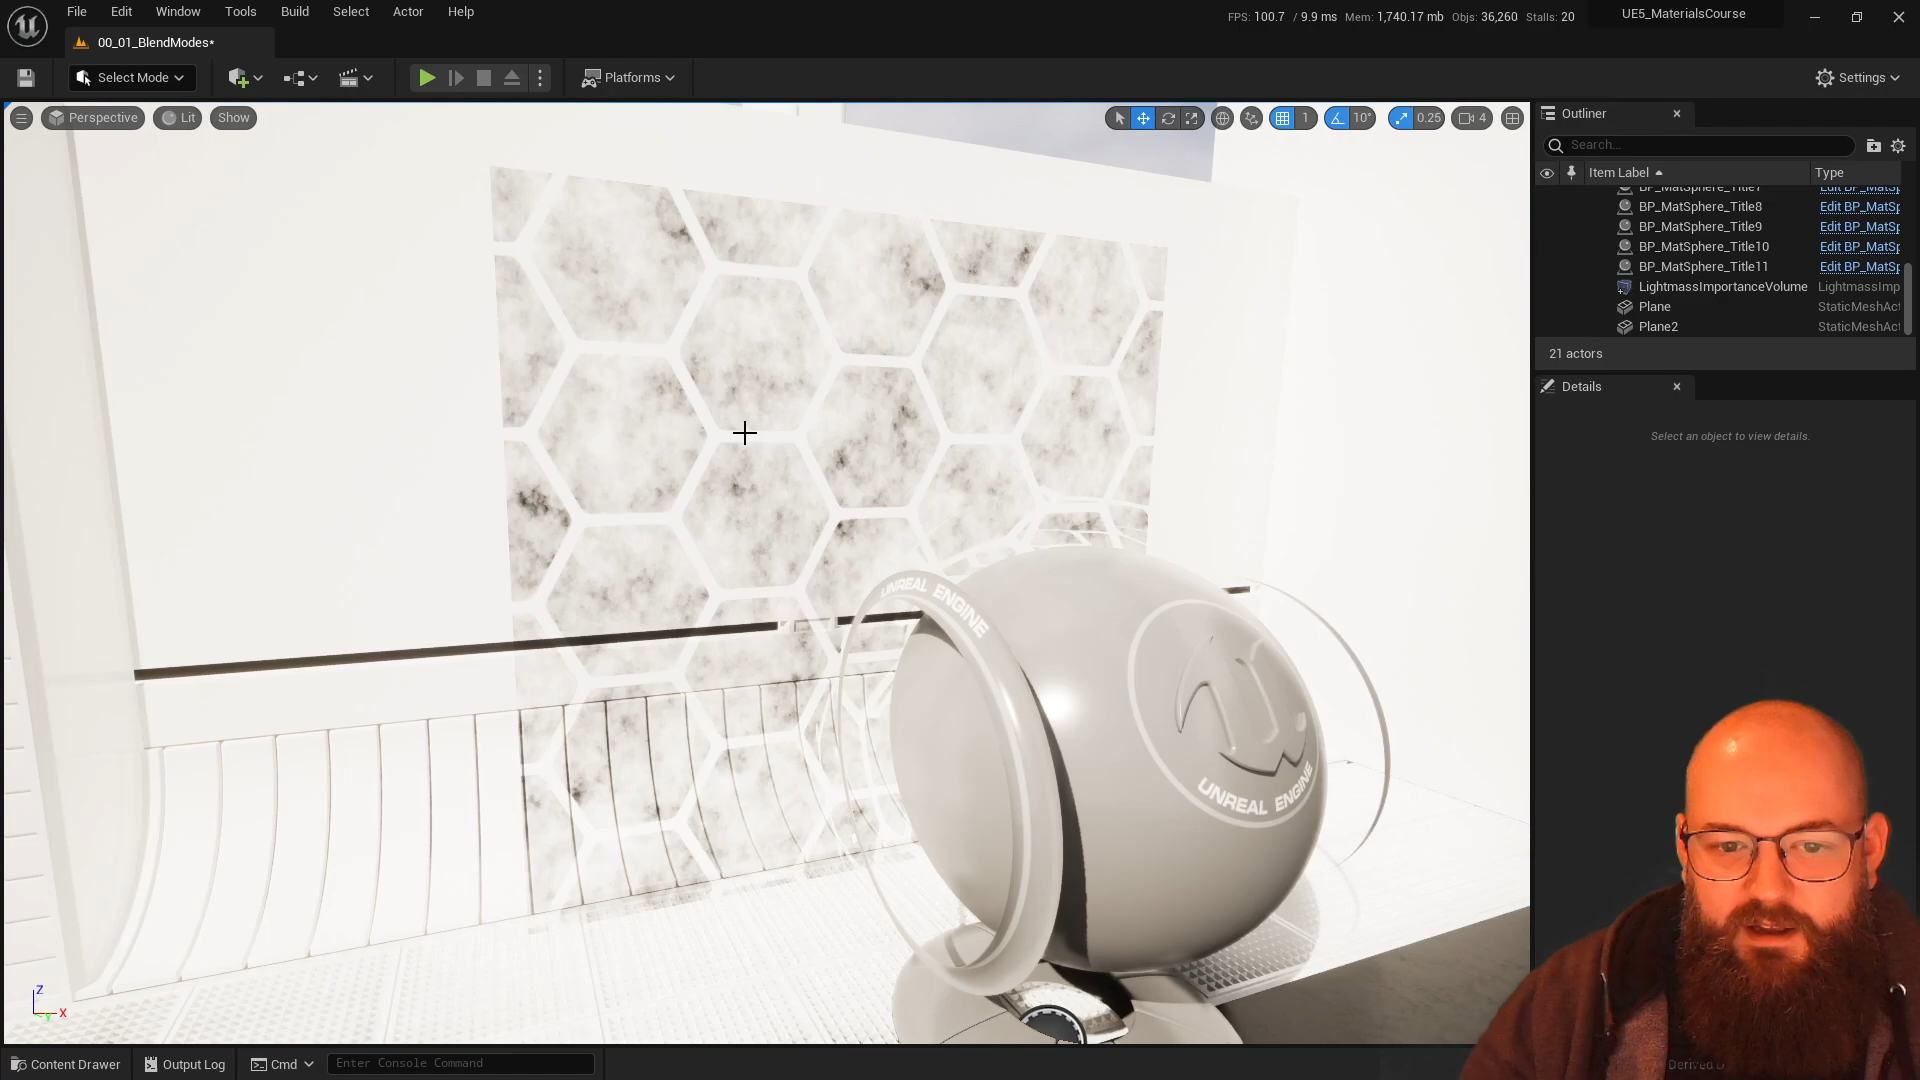 File Edit Window Tools Build Select Actor Help
FPS: 100.7 / 9.9 ms Mem: 1,740.17 mb Objs: 36,260 Stalls: 20
UE5_MaterialsCourse
00_01_BlendModes*
Select Mode
Platforms
Settings
Perspective
Lit
Show
1
10°
0.25
4
Outliner
Search...
Item Label
Type
BP_MatSphere_Title7 Edit BP_MatSp
BP_MatSphere_Title8 Edit BP_MatSp
BP_MatSphere_Title9 Edit BP_MatSp
BP_MatSphere_Title10 Edit BP_MatSp
BP_MatSphere_Title11 Edit BP_MatSp
LightmassImportanceVolume LightmassImp
Plane StaticMeshAct
Plane2 StaticMeshAct
21 actors
Details
Select an object to view details.
UNREAL ENGINE
UNREAL ENGINE
Z
Y X
Content Drawer
Output Log
Cmd
Enter Console Command
Derived D